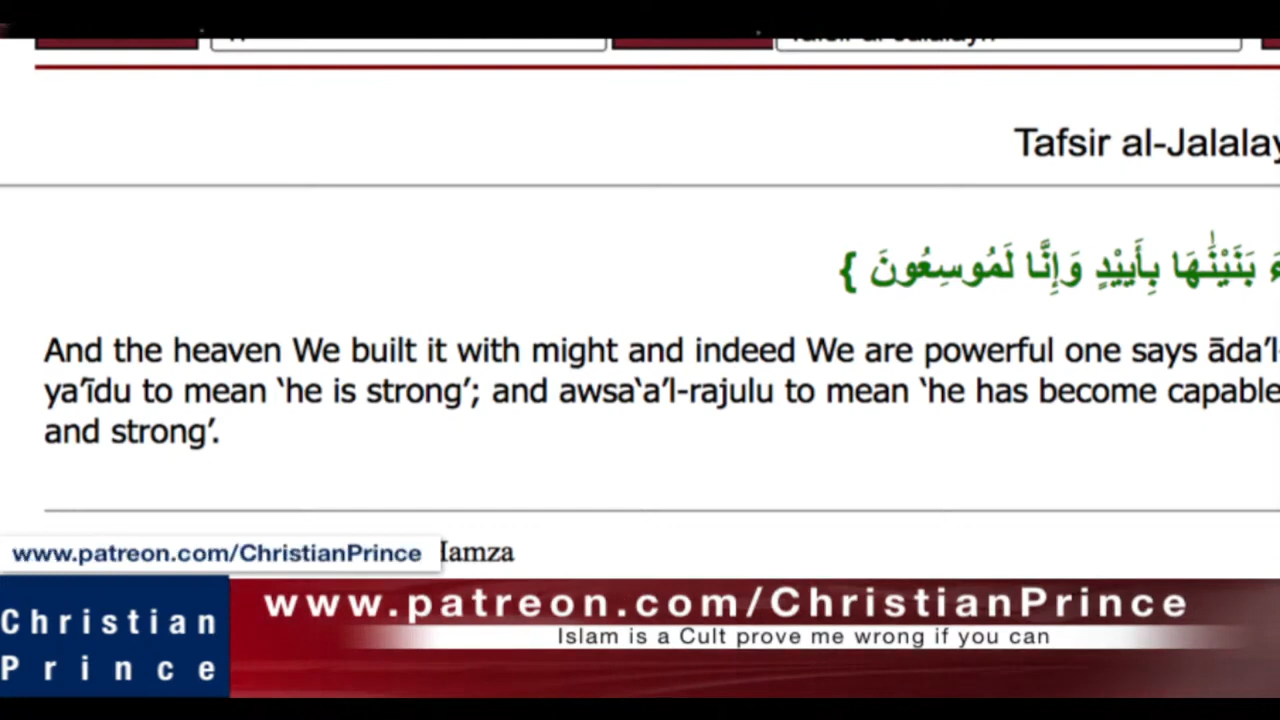 Tafsir al-Jalalay
بَنَيْنَٰهَا بِأَييْدٍ وَإِنَّا لَمُوسِعُونَ }
And the heaven We built it with might and indeed We are powerful one says āda’l-
ya’īdu to mean ‘he is strong’; and awsa‘a’l-rajulu to mean ‘he has become capable
and strong’.
www.patreon.com/ChristianPrince Hamza
Christian
Prince
www.patreon.com/ChristianPrince
Islam is a Cult prove me wrong if you can